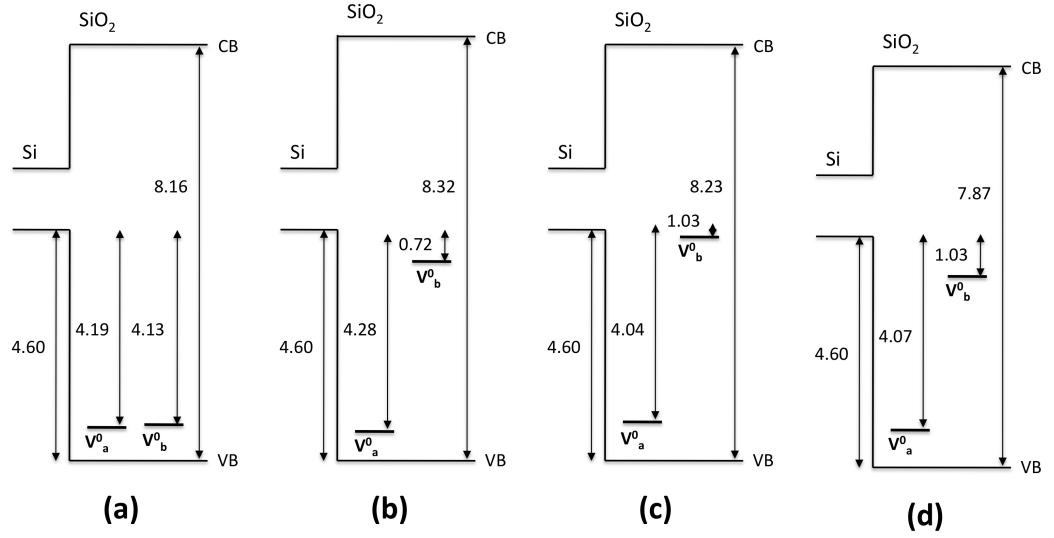 SiO2
CB
Si
8.16
4.60
4.19
4.13
V0a
V0b
VB
(a)
SiO2
CB
Si
8.32
0.72
V0b
4.60
4.28
V0a
VB
(b)
SiO2
CB
Si
8.23
1.03
V0b
4.60
4.04
V0a
VB
(c)
SiO2
CB
Si
7.87
1.03
V0b
4.60
4.07
V0a
VB
(d)